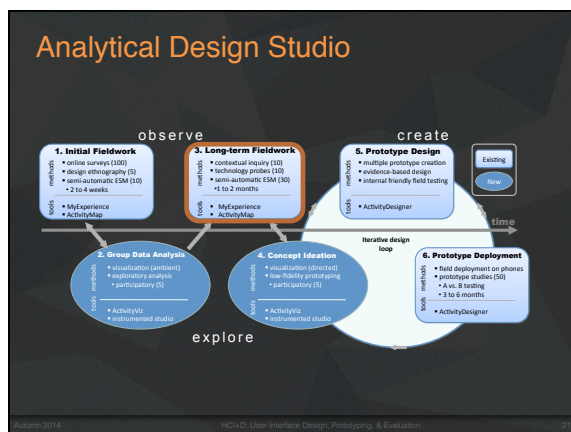 Analytical Design Studio
observe
create
1. Initial Fieldwork
methods
• online surveys (100)
• design ethnography (5)
• semi-automatic ESM (10)
• 2 to 4 weeks
tools
• MyExperience
• ActivityMap
3. Long-term Fieldwork
methods
• contextual inquiry (10)
• technology probes (10)
• semi-automatic ESM (30)
•1 to 2 months
tools
• MyExperience
• ActivityMap
5. Prototype Design
methods
• multiple prototype creation
• evidence-based design
• internal friendly field testing
tools
• ActivityDesigner
Existing
New
time
Iterative design
loop
2. Group Data Analysis
methods
• visualization (ambient)
• exploratory analysis
• participatory (5)
tools
• ActivityViz
• instrumented studio
4. Concept Ideation
methods
• visualization (directed)
• low-fidelity prototyping
• participatory (5)
tools
• ActivityViz
• instrumented studio
6. Prototype Deployment
methods
• field deployment on phones
• prototype studies (50)
• A vs. B testing
• 3 to 6 months
tools
• ActivityDesigner
explore
Autumn 2014
HCI+D: User Interface Design, Prototyping, & Evaluation
21